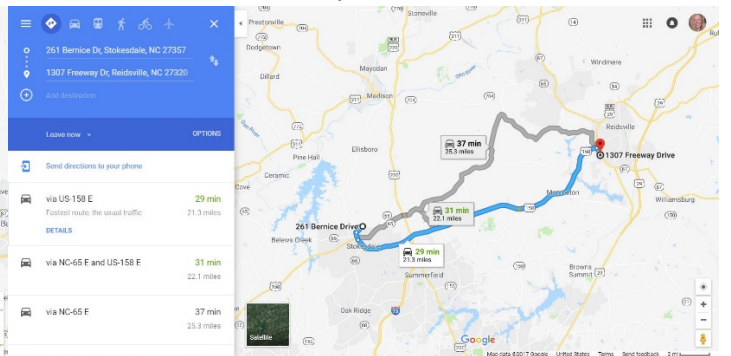 261 Bernice Dr, Stokesdale, NC 27357
1307 Freeway Dr, Reidsville, NC 27320
Add destination
Leave now
OPTIONS
Send directions to your phone
via US-158 E
29 min
Fastest route, the usual traffic
21.3 miles
DETAILS
via NC-65 E and US-158 E
31 min
22.1 miles
via NC-65 E
37 min
25.3 miles
Prestonville
Stoneville
Dodgetown
Mayodan
Dillard
Madison
Windmere
Reidsville
Pine Hall
Ellisboro
Ceramic
37 min
25.3 miles
1307 Freeway Drive
Williamsburg
31 min
22.1 miles
261 Bernice Drive
Belews Creek
29 min
21.3 miles
Summerfield
Browns
Summit
Oak Ridge
Satellite
Google
Map data ©2017 Google
United States
Terms
Send feedback